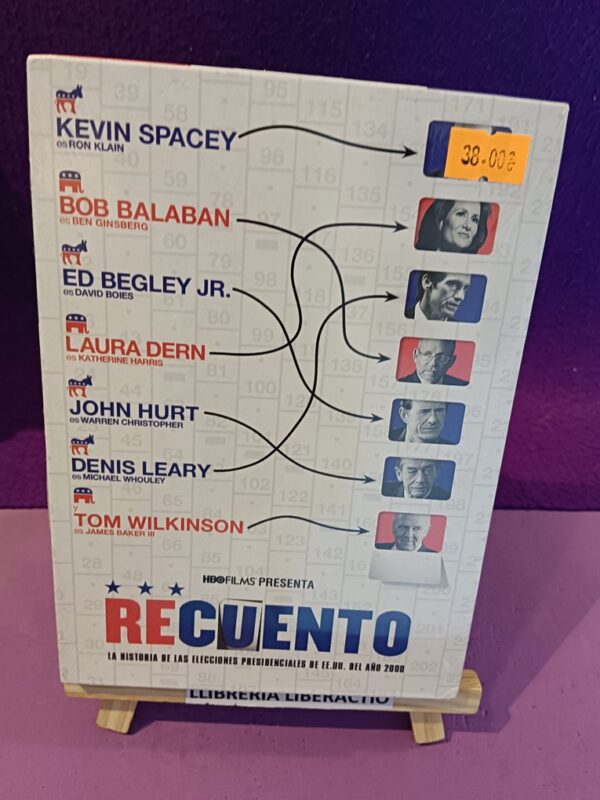 KEVIN SPACEY
es RON KLAIN
38.00
BOB BALABAN
es BEN GINSBERG
ED BEGLEY JR.
es DAVID BOIES
LAURA DERN
es KATHERINE HARRIS
JOHN HURT
es WARREN CHRISTOPHER
DENIS LEARY
es MICHAEL WHOULEY
y
TOM WILKINSON
es JAMES BAKER III
HBO FILMS PRESENTA
RECUENTO
LA HISTORIA DE LAS ELECCIONES PRESIDENCIALES DE EE.UU. DEL AÑO 2000
LLIBRERIA LIBERACTIO